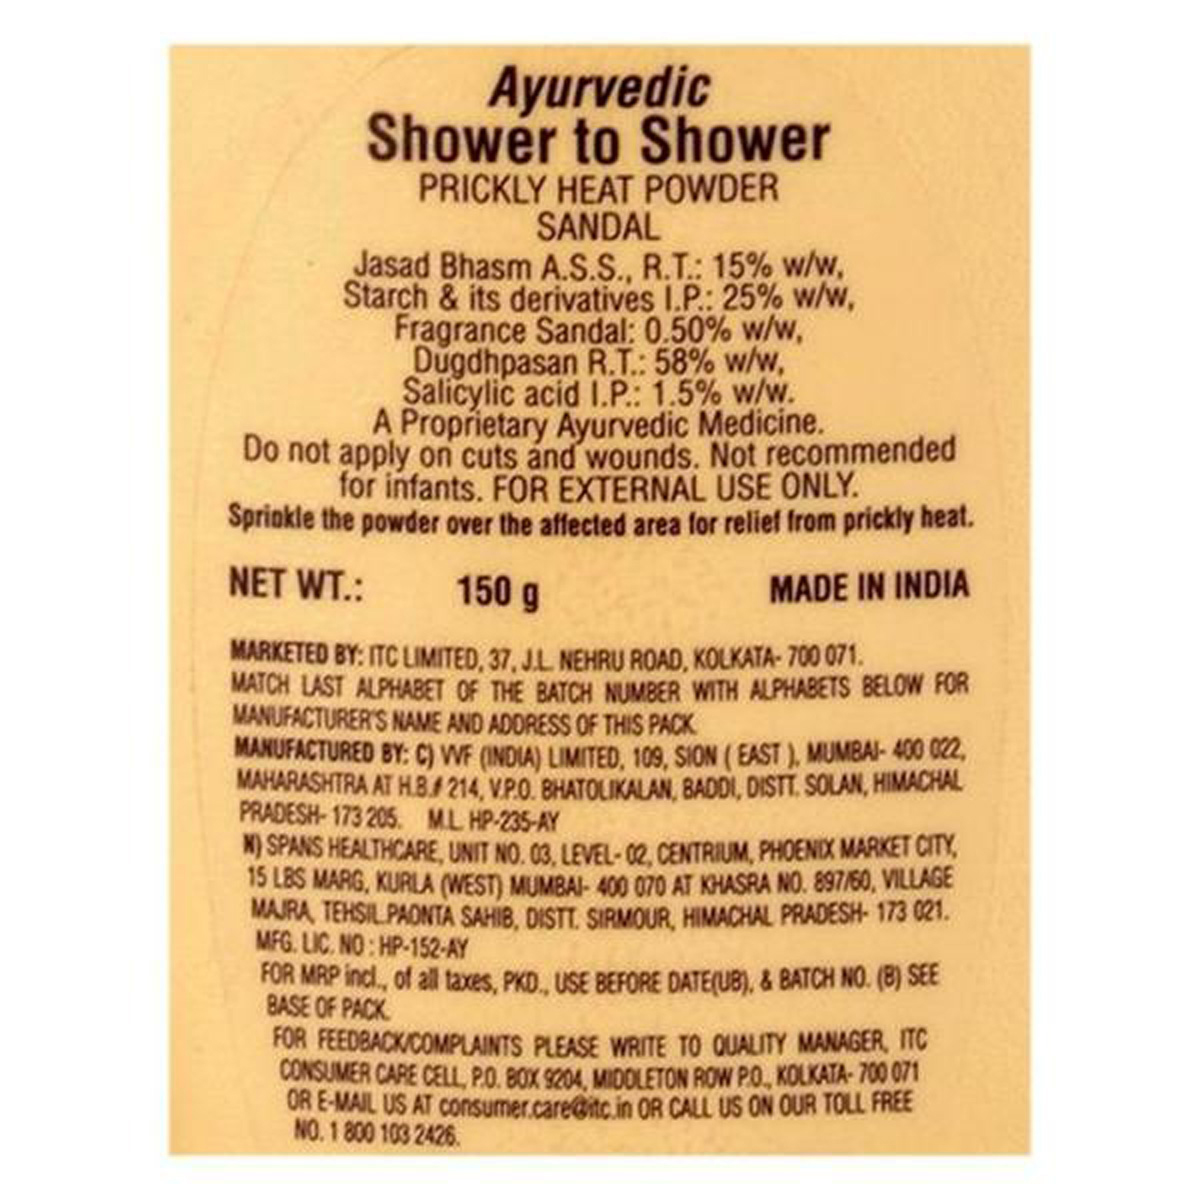 Ayurvedic
Shower to Shower
PRICKLY HEAT POWDER
SANDAL
Jasad Bhasm A.S.S., R.T.: 15% w/w,
Starch & its derivatives I.P.: 25% w/w,
Fragrance Sandal: 0.50% w/w,
Dugdhpasan R.T.: 58% w/w,
Salicylic acid I.P.: 1.5% w/w.
A Proprietary Ayurvedic Medicine.
Do not apply on cuts and wounds. Not recommended
for infants. FOR EXTERNAL USE ONLY.
Sprinkle the powder over the affected area for relief from prickly heat.
NET WT.: 150 g MADE IN INDIA
MARKETED BY: ITC LIMITED, 37, J.L. NEHRU ROAD, KOLKATA- 700 071.
MATCH LAST ALPHABET OF THE BATCH NUMBER WITH ALPHABETS BELOW FOR
MANUFACTURER'S NAME AND ADDRESS OF THIS PACK.
MANUFACTURED BY: C) VVF (INDIA) LIMITED, 109, SION ( EAST ), MUMBAI- 400 022,
MAHARASHTRA AT H.B.# 214, V.P.O. BHATOLIKALAN, BADDI, DISTT. SOLAN, HIMACHAL
PRADESH- 173 205. M.L. HP-235-AY
N) SPANS HEALTHCARE, UNIT NO. 03, LEVEL- 02, CENTRIUM, PHOENIX MARKET CITY,
15 LBS MARG, KURLA (WEST) MUMBAI- 400 070 AT KHASRA NO. 897/60, VILLAGE
MAJRA, TEHSIL.PAONTA SAHIB, DISTT. SIRMOUR, HIMACHAL PRADESH- 173 021.
MFG. LIC. NO : HP-152-AY
FOR MRP incl., of all taxes, PKD., USE BEFORE DATE(UB), & BATCH NO. (B) SEE
BASE OF PACK.
FOR FEEDBACK/COMPLAINTS PLEASE WRITE TO QUALITY MANAGER, ITC
CONSUMER CARE CELL, P.O. BOX 9204, MIDDLETON ROW P.O., KOLKATA- 700 071
OR E-MAIL US AT consumer.care@itc.in OR CALL US ON OUR TOLL FREE
NO. 1 800 103 2426.